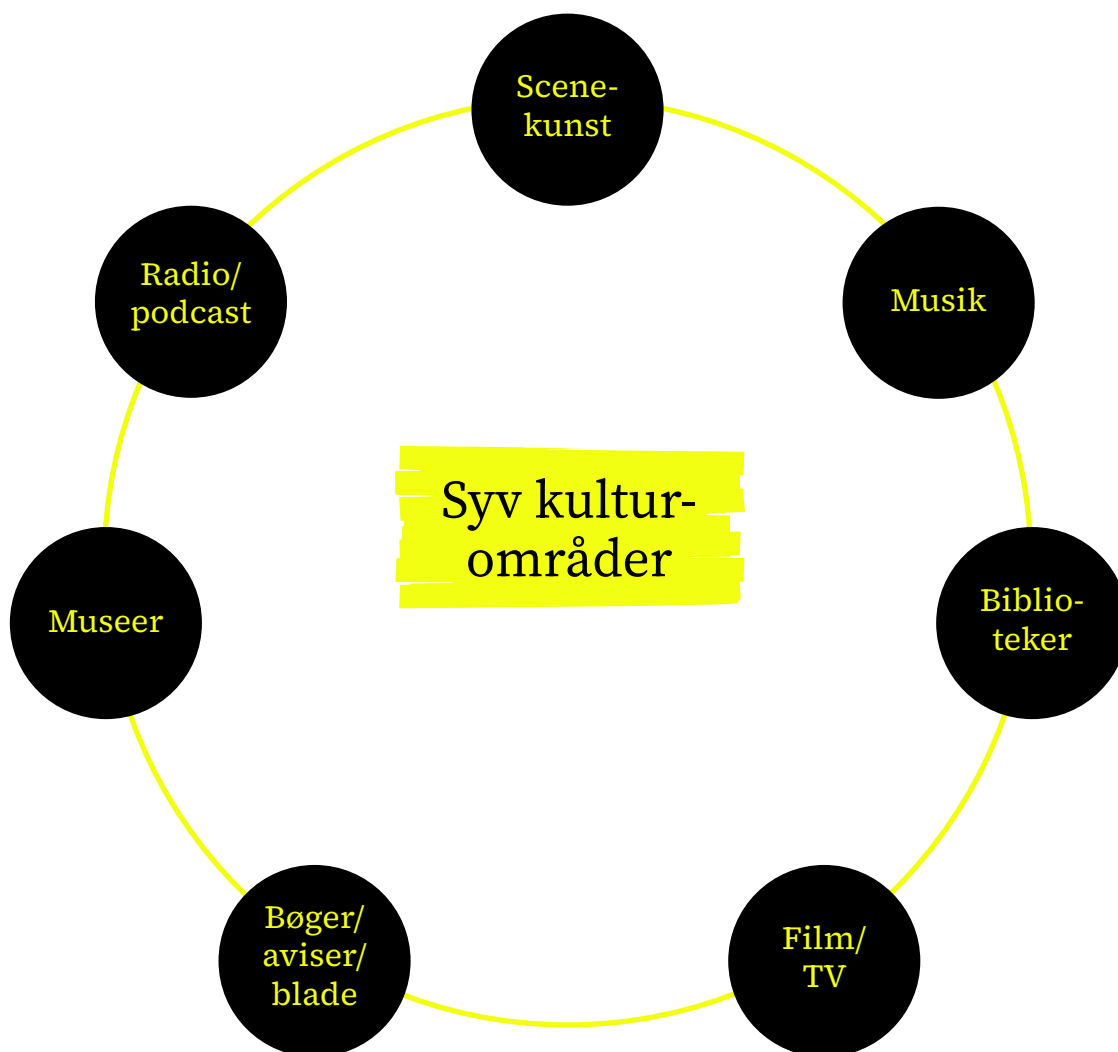 Scene-
kunst
Radio/
podcast
Musik
Syv kultur-
områder
Museer
Biblio-
teker
Bøger/
aviser/
blade
Film/
TV